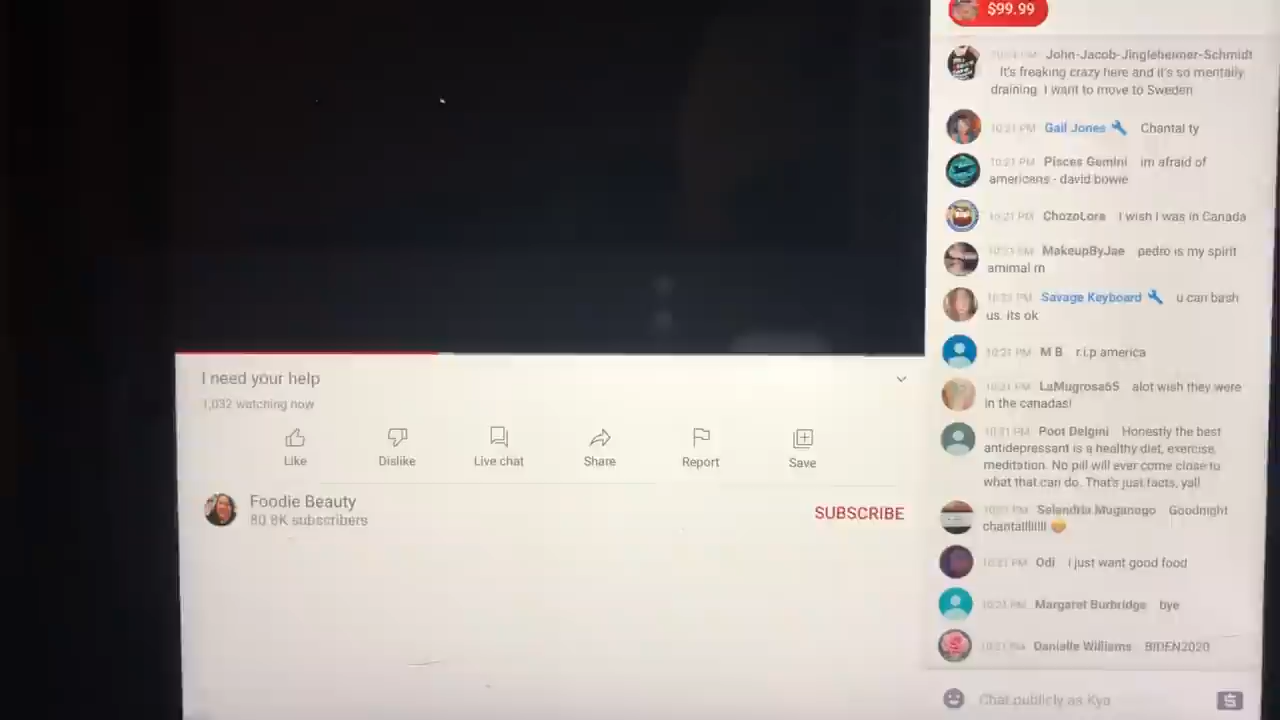 $99.99
John-Jacob-Jingleheimer-Schmidt
It's freaking crazy here and it's so mentally
draining I want to move to Sweden
10:21 PM Gail Jones Chantal ty
10:21 PM Pisces Gemini im afraid of
americans - david bowie
10:21 PM ChozoLore I wish I was in Canada
10:21 PM MakeupByJae pedro is my spirit
amimal rn
10:21 PM Savage Keyboard u can bash
us. its ok
10:21 PM M B r.i.p america
10:21 PM LaMugrosa65 alot wish they were
in the canadas!
10:21 PM Poot Delgini Honestly the best
antidepressant is a healthy diet, exercise,
meditation. No pill will ever come close to
what that can do. That's just facts, yall
10:21 PM Selendria Muganogo Goodnight
chantalllllll
10:21 PM Odi I just want good food
10:21 PM Margaret Burbridge bye
10:21 PM Danielle Williams BIDEN2020
Chat publicly as Kya
I need your help
1,032 watching now
Like Dislike Live chat Share Report Save
Foodie Beauty
80.8K subscribers
SUBSCRIBE